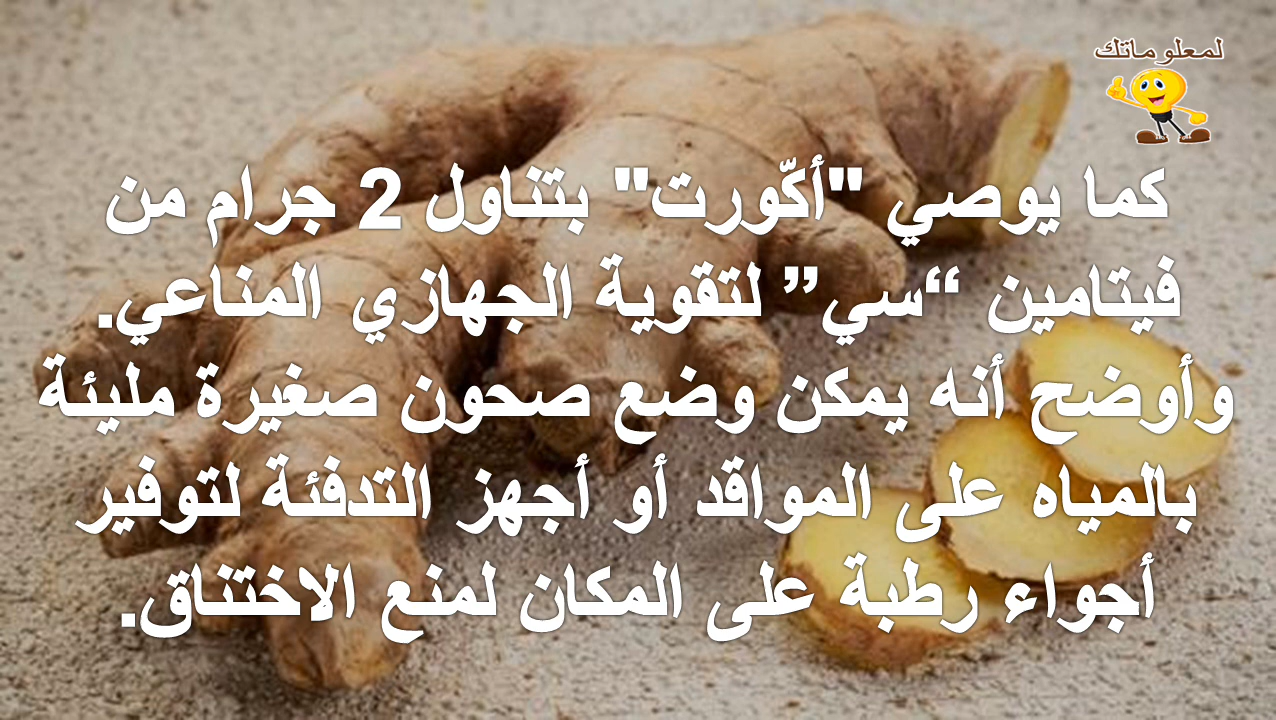 لمعلوماتك
كما يوصي "أكّورت" بتناول 2 جرام من
فيتامين “سي” لتقوية الجهازي المناعي.
وأوضح أنه يمكن وضع صحون صغيرة مليئة
بالمياه على المواقد أو أجهز التدفئة لتوفير
أجواء رطبة على المكان لمنع الاختناق.